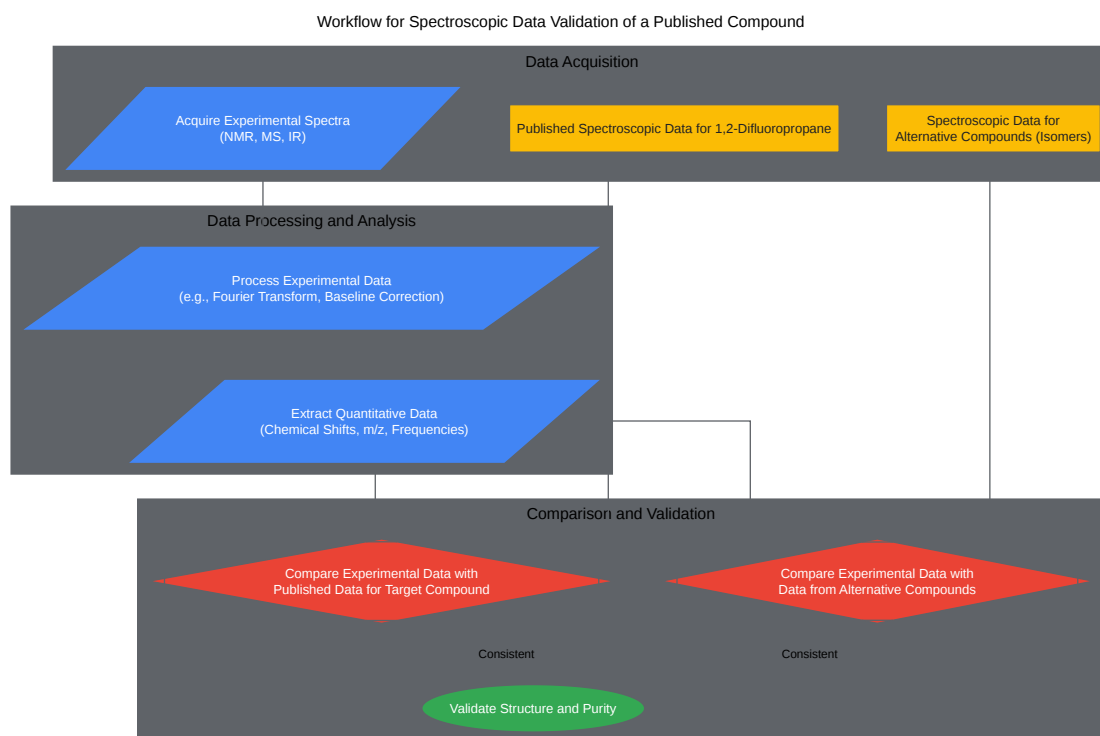 Workflow for Spectroscopic Data Validation of a Published Compound
Data Acquisition
Acquire Experimental Spectra
(NMR, MS, IR)
Published Spectroscopic Data for 1,2-Difluoropropane
Spectroscopic Data for
Alternative Compounds (Isomers)
Data Processing and Analysis
Process Experimental Data
(e.g., Fourier Transform, Baseline Correction)
Extract Quantitative Data
(Chemical Shifts, m/z, Frequencies)
Comparison and Validation
Compare Experimental Data with
Published Data for Target Compound
Compare Experimental Data with
Data from Alternative Compounds
Consistent
Consistent
Validate Structure and Purity